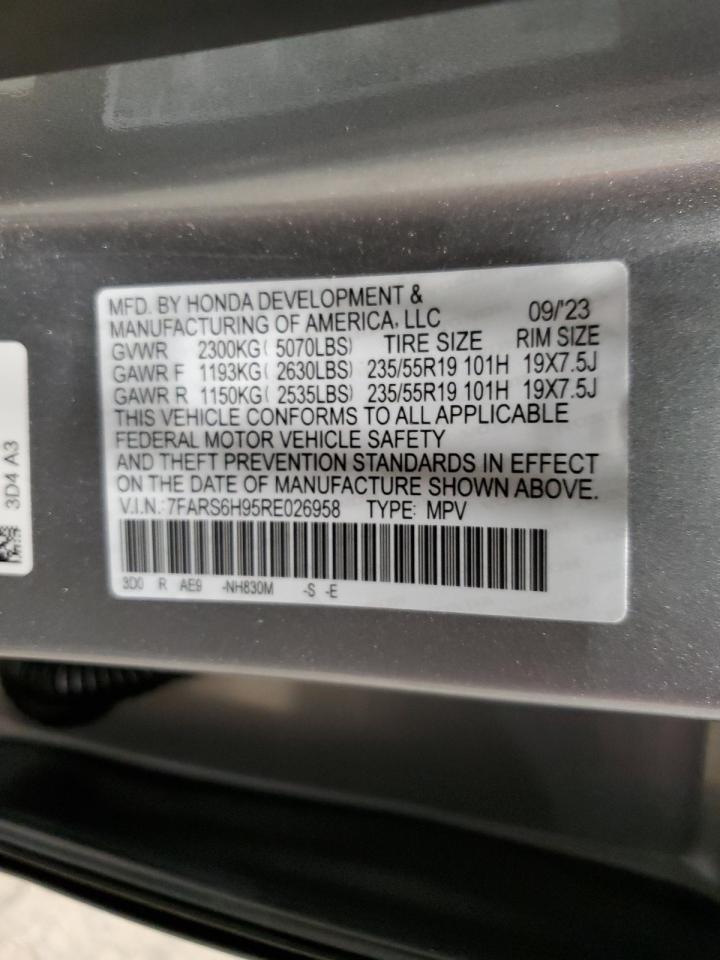 MFD. BY HONDA DEVELOPMENT &
MANUFACTURING OF AMERICA, LLC 09/'23
GVWR 2300KG( 5070LBS) TIRE SIZE RIM SIZE
GAWR F 1193KG( 2630LBS) 235/55R19 101H 19X7.5J
GAWR R 1150KG( 2535LBS) 235/55R19 101H 19X7.5J
THIS VEHICLE CONFORMS TO ALL APPLICABLE
FEDERAL MOTOR VEHICLE SAFETY
AND THEFT PREVENTION STANDARDS IN EFFECT
ON THE DATE OF MANUFACTURE SHOWN ABOVE.
V.I.N.: 7FARS6H95RE026958 TYPE: MPV
3D0 R AE9 -NH830M -S -E
3D4 A3